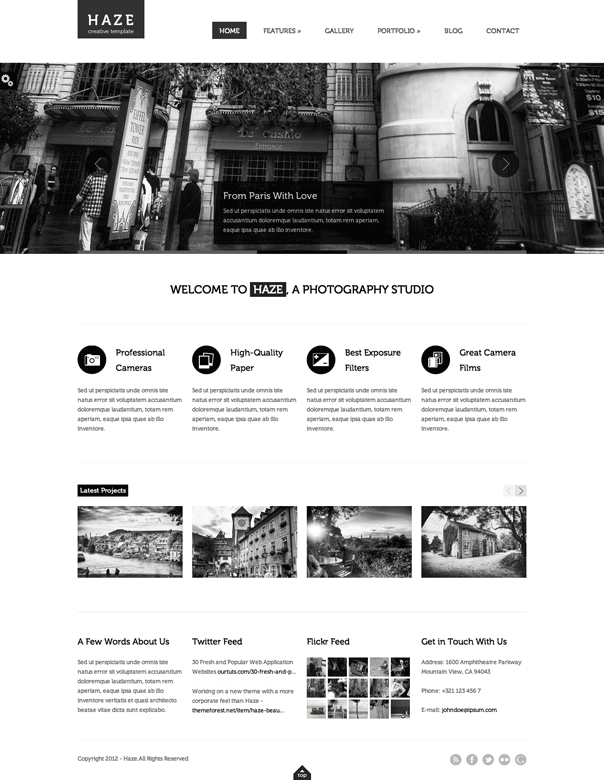 HAZE
creative template
HOME
FEATURES »
GALLERY
PORTFOLIO »
BLOG
CONTACT
EIFFEL TOWER RIDE
Le Casino
Entrance
$10
From Paris With Love
Sed ut perspiciatis unde omnis iste natus error sit voluptatem
accusantium doloremque laudantium, totam rem aperiam,
eaque ipsa quae ab illo inventore.
WELCOME TO HAZE, A PHOTOGRAPHY STUDIO
Professional
Cameras
Sed ut perspiciatis unde omnis iste
natus error sit voluptatem accusantium
doloremque laudantium, totam rem
aperiam, eaque ipsa quae ab illo
inventore.
High-Quality
Paper
Sed ut perspiciatis unde omnis iste
natus error sit voluptatem accusantium
doloremque laudantium, totam rem
aperiam, eaque ipsa quae ab illo
inventore.
Best Exposure
Filters
Sed ut perspiciatis unde omnis iste
natus error sit voluptatem accusantium
doloremque laudantium, totam rem
aperiam, eaque ipsa quae ab illo
inventore.
Great Camera
Films
Sed ut perspiciatis unde omnis iste
natus error sit voluptatem accusantium
doloremque laudantium, totam rem
aperiam, eaque ipsa quae ab illo
inventore.
Latest Projects
A Few Words About Us
Sed ut perspiciatis unde omnis iste
natus error sit voluptatem accusantium
doloremque laudantium, totam rem
aperiam, eaque ipsa quae ab illo
inventore veritatis et quasi architecto
beatae vitae dicta sunt explicabo.
Twitter Feed
30 Fresh and Popular Web Application
Websites ourtuts.com/30-fresh-and-p...
Working on a new theme with a more
corporate feel than Haze -
themeforest.net/item/haze-beau...
Flickr Feed
Get in Touch With Us
Address: 1600 Amphitheatre Parkway
Mountain View, CA 94043
Phone: +321 123 456 7
E-mail: johndoe@ipsum.com
Copyright 2012 - Haze.All Rights Reserved
top